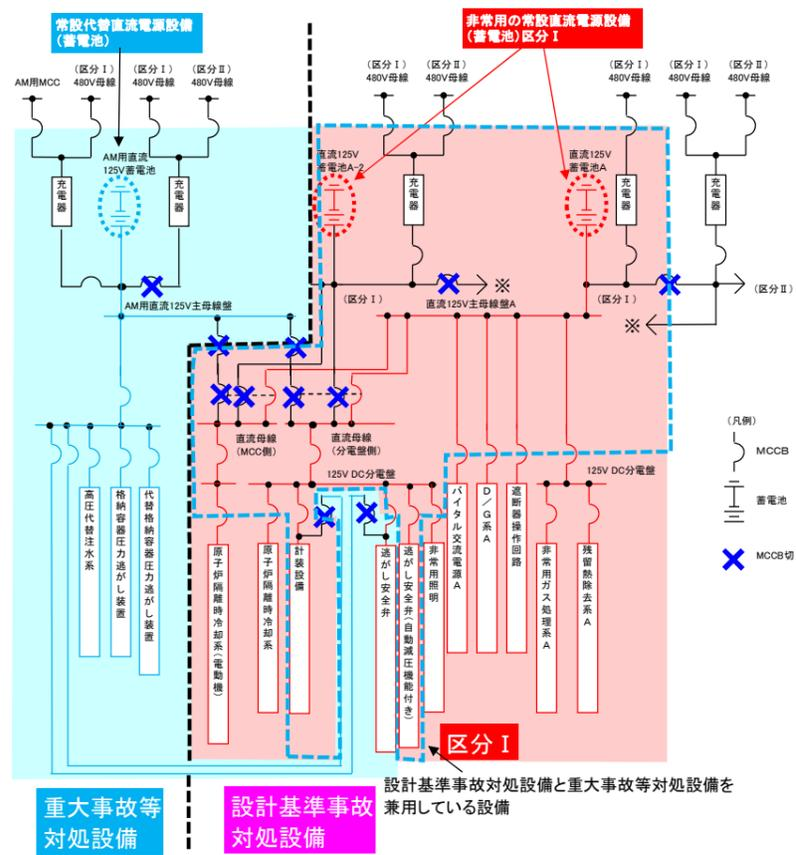 常設代替直流電源設備
(蓄電池)
非常用の常設直流電源設備
(蓄電池)区分Ⅰ
AM用MCC
(区分Ⅰ)
480V母線
(区分Ⅰ)
480V母線
(区分Ⅱ)
480V母線
(区分Ⅰ)
480V母線
(区分Ⅱ)
480V母線
(区分Ⅰ)
480V母線
(区分Ⅰ)
480V母線
(区分Ⅱ)
480V母線
AM用直流
125V蓄電池
直流125V
蓄電池A-2
直流125V
蓄電池A
充電器
充電器
充電器
充電器
充電器
※
(区分Ⅱ)
(区分Ⅰ)
直流125V主母線盤A
(区分Ⅰ)
※
AM用直流125V主母線盤
直流母線
(MCC側)
直流母線
(分電盤側)
125V DC分電盤
125V DC分電盤
(凡例)
MCCB
蓄電池
MCCB切
高圧代替注水系
格納容器圧力逃がし装置
代替格納容器圧力逃がし装置
原子炉隔離時冷却系(電動機)
原子炉隔離時冷却系
計装設備
逃がし安全弁
逃がし安全弁(自動減圧機能付き)
非常用照明
バイタル交流電源A
D/G系A
遮断器操作回路
非常用ガス処理系A
残留熱除去系A
区分Ⅰ
設計基準事故対処設備と重大事故等対処設備を
兼用している設備
重大事故等
対処設備
設計基準事故
対処設備